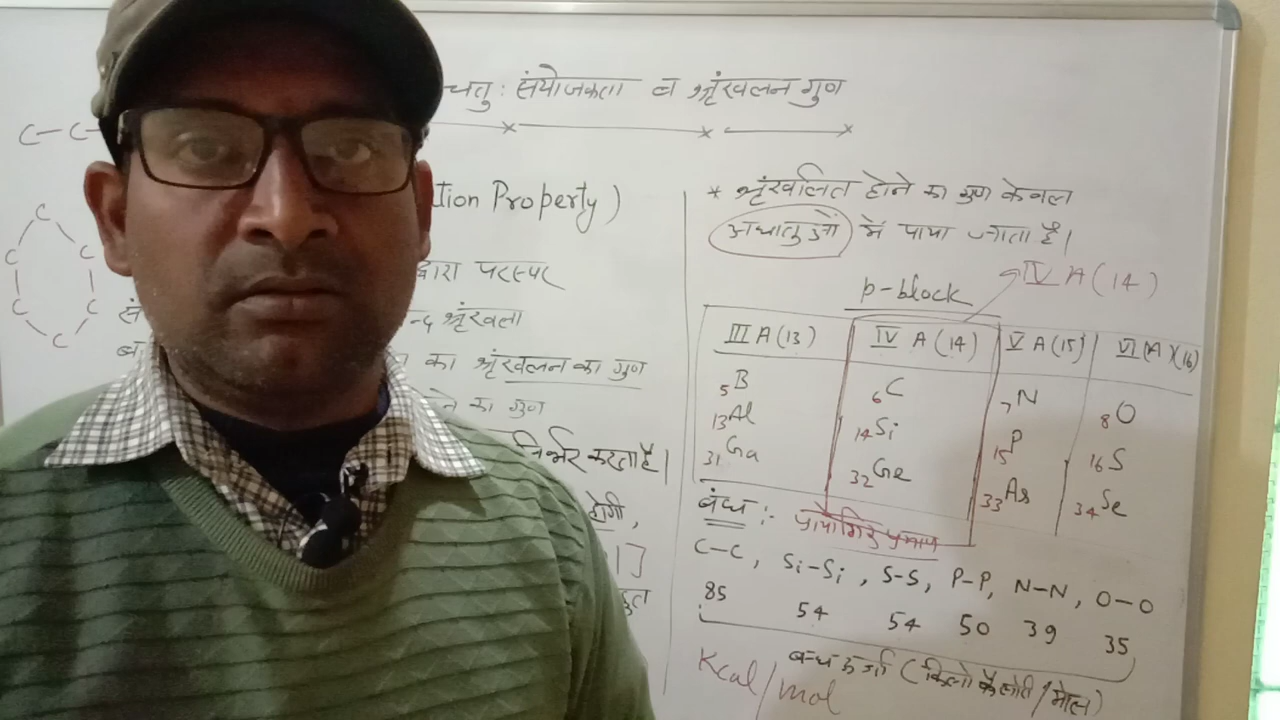 चतु: संयोजकता व श्रृंखलन गुण
C-C-
tion Property)
द्वारा परस्पर
न्द श्रृंखला
का श्रृंखलन का गुण
ने का गुण
निर्भर करता है।
होगी,
C
C C
C C
C
* श्रृंखलित होने का गुण केवल
अधातुओं में पाया जाता है।
IV A (14)
p-block
III A (13) IV A (14) V A (15) VI (A) (16)
5B 6C 7N 8O
13Al 14Si 15P 16S
31Ga 32Ge 33As 34Se
बंध :- प्रायोगिक प्रमाण
C-C, Si-Si, S-S, P-P, N-N, O-O
85 54 54 50 39 35
बन्ध ऊर्जा (किलो कैलोरी/मोल)
Kcal/mol